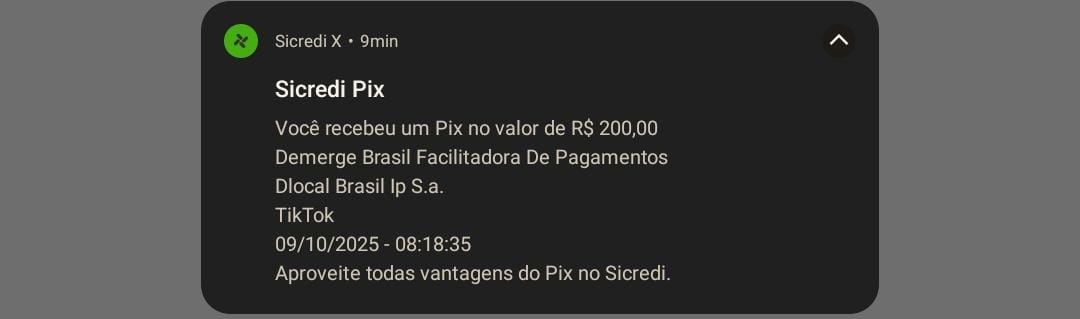 Sicredi X • 9min
Sicredi Pix
Você recebeu um Pix no valor de R$ 200,00
Demerge Brasil Facilitadora De Pagamentos
Dlocal Brasil Ip S.a.
TikTok
09/10/2025 - 08:18:35
Aproveite todas vantagens do Pix no Sicredi.